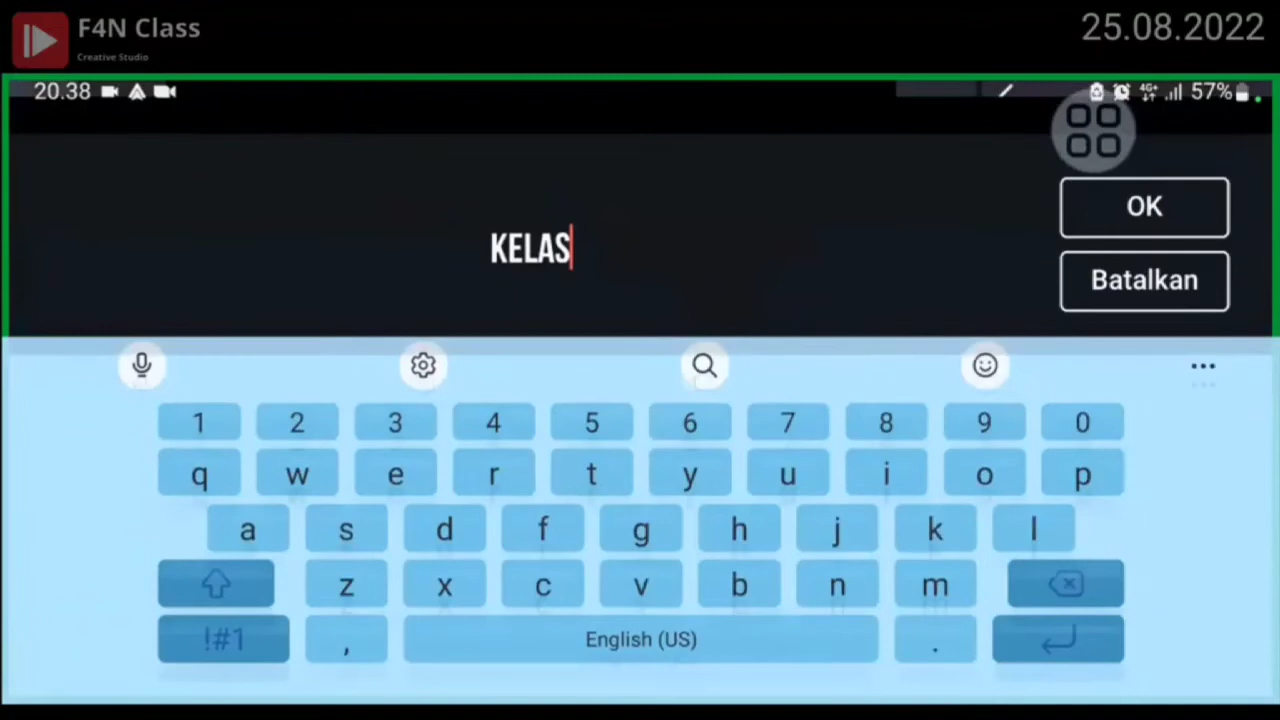 F4N Class
Creative Studio
25.08.2022
20.38
4G+
57%
KELAS
OK
Batalkan
1 2 3 4 5 6 7 8 9 0
q w e r t y u i o p
a s d f g h j k l
z x c v b n m
!#1 , English (US) .